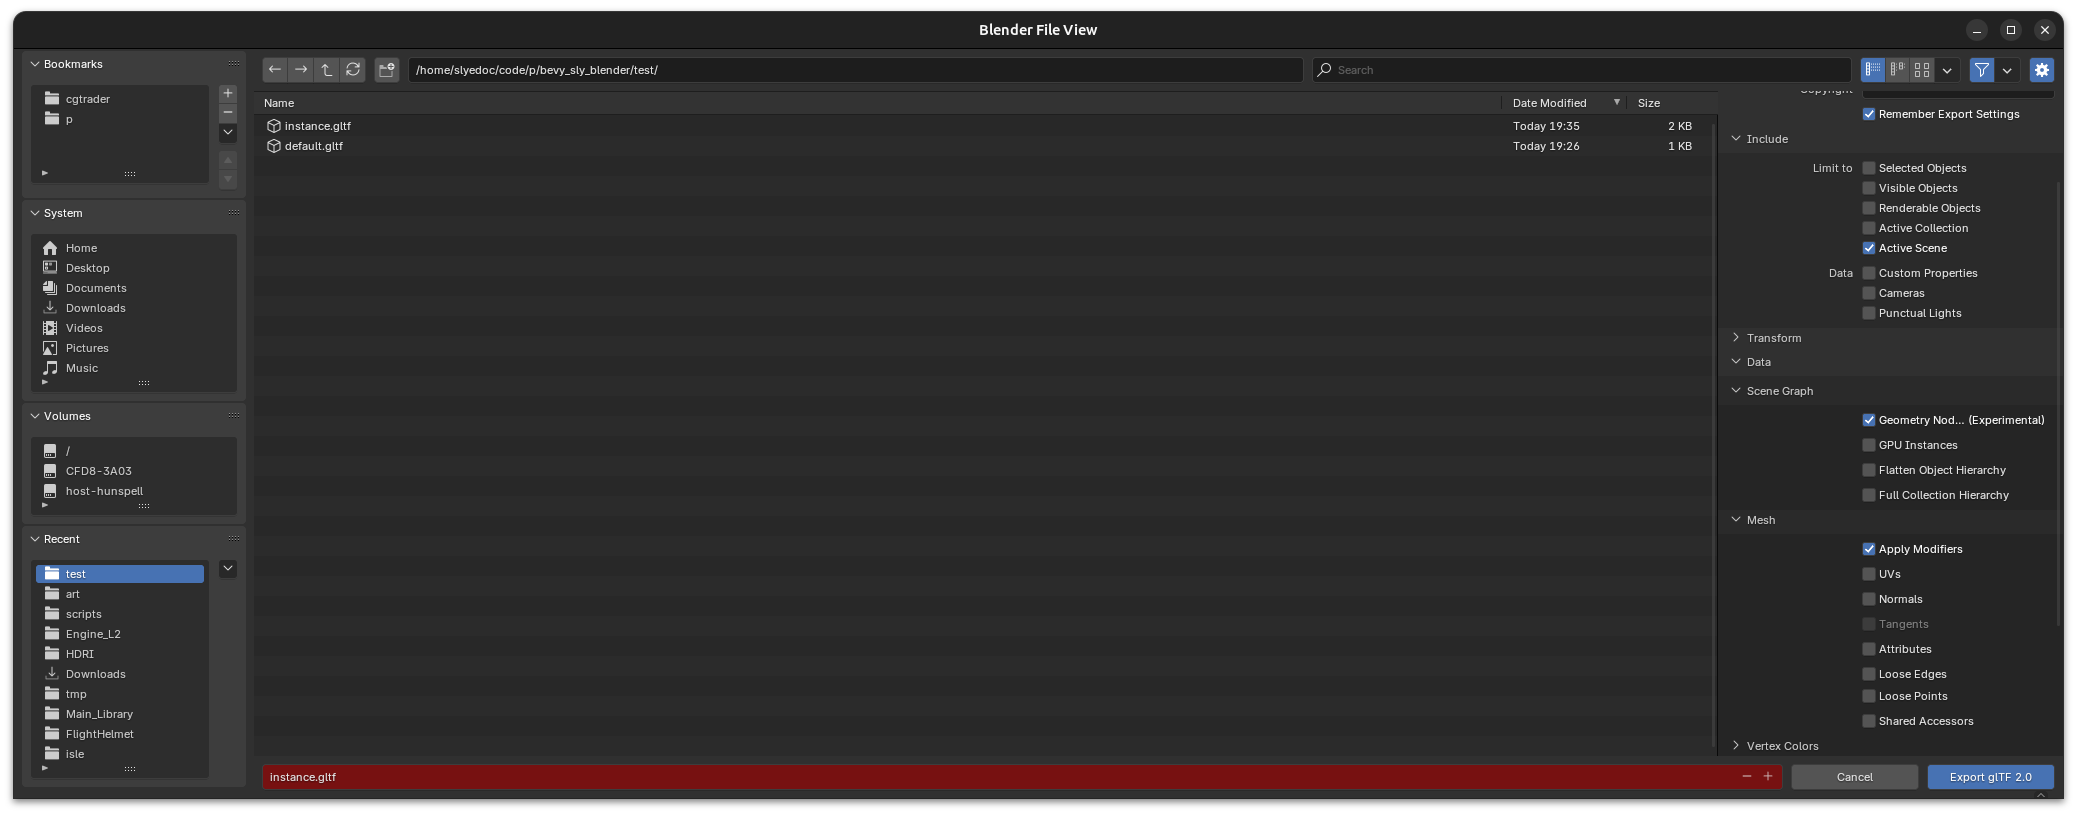 Blender File View
Bookmarks
cgtrader
p
System
Home
Desktop
Documents
Downloads
Videos
Pictures
Music
Volumes
/
CFD8-3A03
host-hunspell
Recent
test
art
scripts
Engine_L2
HDRI
Downloads
tmp
Main_Library
FlightHelmet
isle
/home/slyedoc/code/p/bevy_sly_blender/test/
Search
Name Date Modified Size
instance.gltf Today 19:35 2 KB
default.gltf Today 19:26 1 KB
Copyright
Remember Export Settings
Include
Limit to Selected Objects
Visible Objects
Renderable Objects
Active Collection
Active Scene
Data Custom Properties
Cameras
Punctual Lights
Transform
Data
Scene Graph
Geometry Nod... (Experimental)
GPU Instances
Flatten Object Hierarchy
Full Collection Hierarchy
Mesh
Apply Modifiers
UVs
Normals
Tangents
Attributes
Loose Edges
Loose Points
Shared Accessors
Vertex Colors
instance.gltf
Cancel
Export glTF 2.0